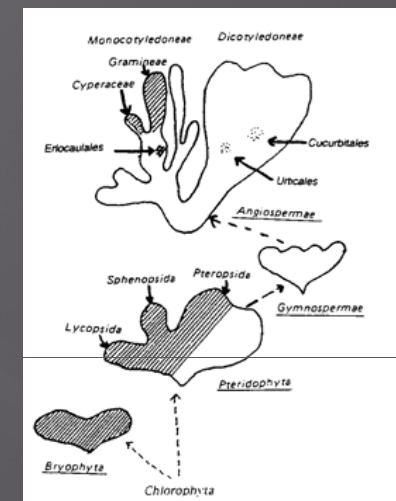 Monocotyledoneae
Dicotyledoneae
Gramineae
Cyperaceae
Eriocaulales
Cucurbitales
Urticales
Angiospermae
Sphenopsida
Pteropsida
Gymnospermae
Lycopsida
Pteridophyta
Bryophyta
Chlorophyta